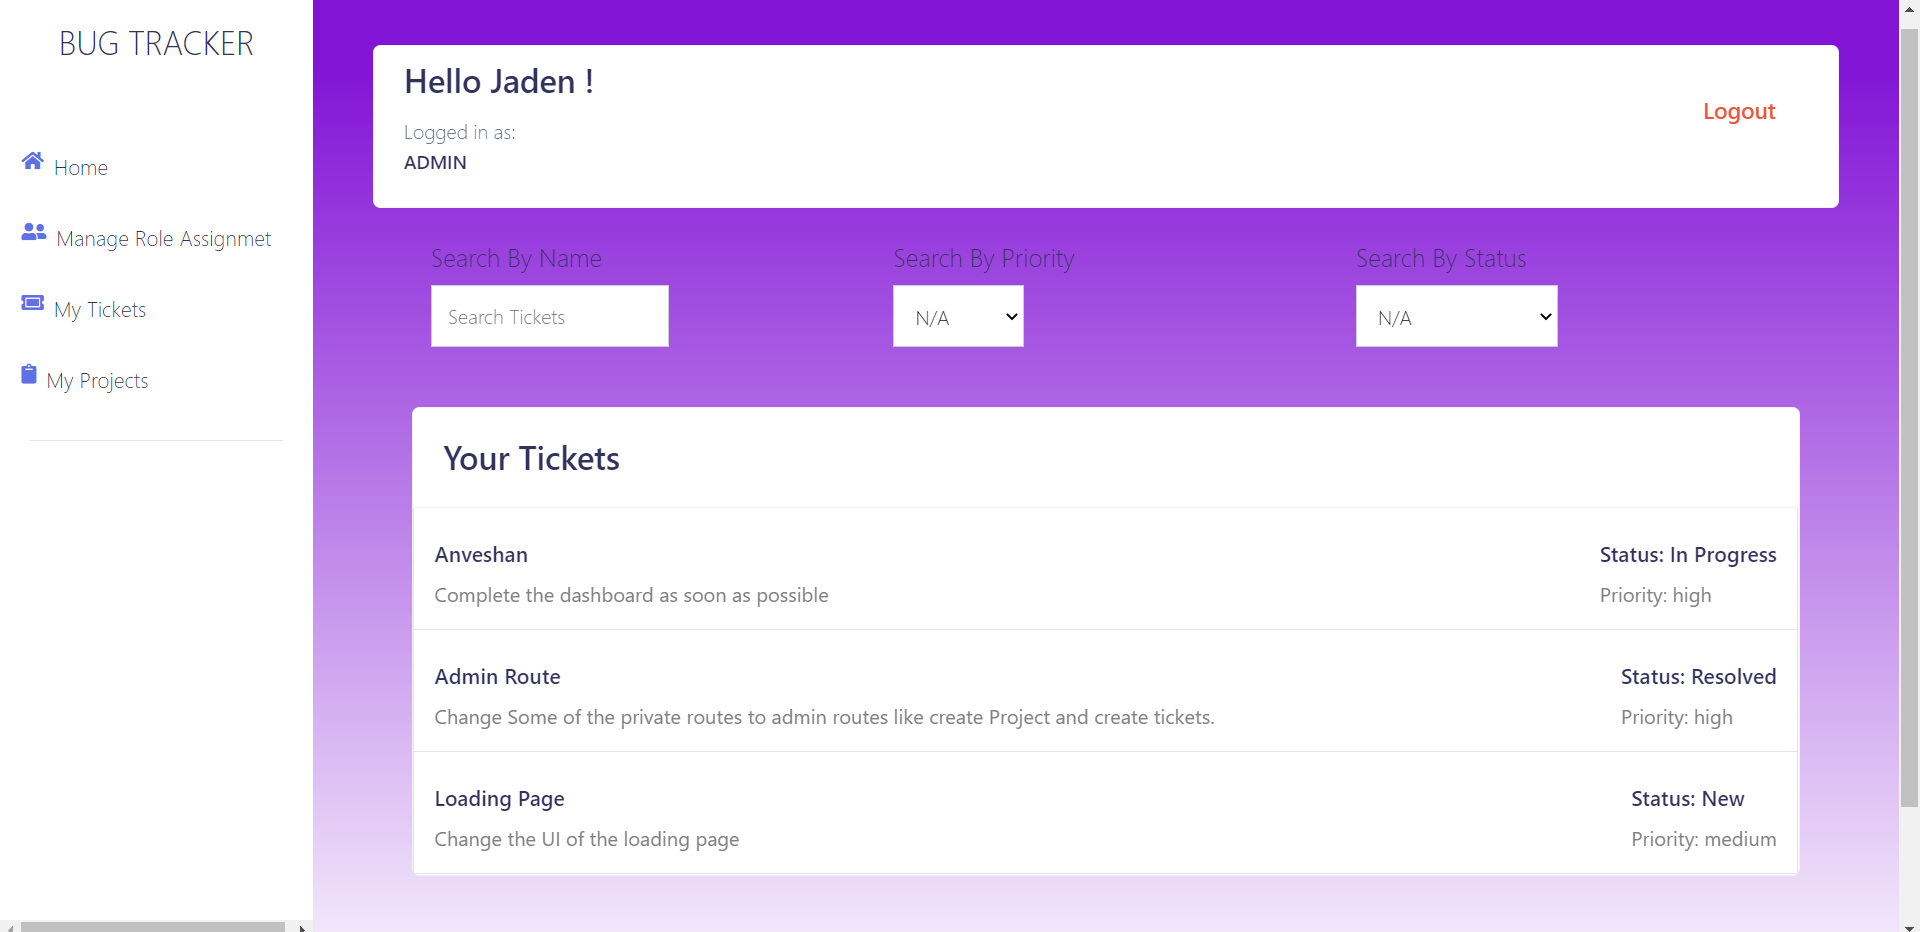 BUG TRACKER
Home
Manage Role Assignmet
My Tickets
My Projects
Hello Jaden !
Logged in as:
ADMIN
Logout
Search By Name
Search By Priority
Search By Status
Search Tickets
N/A
N/A
Your Tickets
Anveshan
Status: In Progress
Complete the dashboard as soon as possible
Priority: high
Admin Route
Status: Resolved
Change Some of the private routes to admin routes like create Project and create tickets.
Priority: high
Loading Page
Status: New
Change the UI of the loading page
Priority: medium